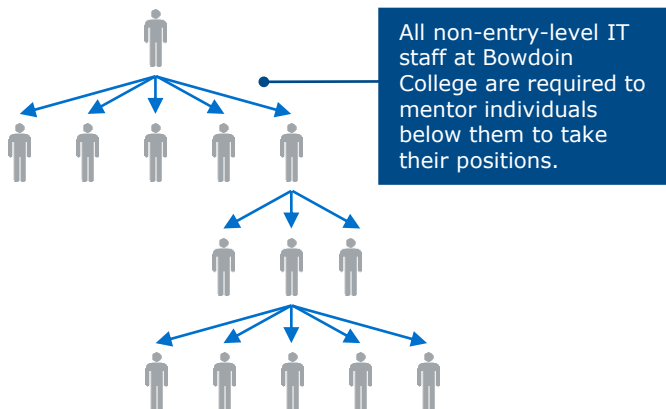 All non-entry-level IT
staff at Bowdoin
College are required to
mentor individuals
below them to take
their positions.